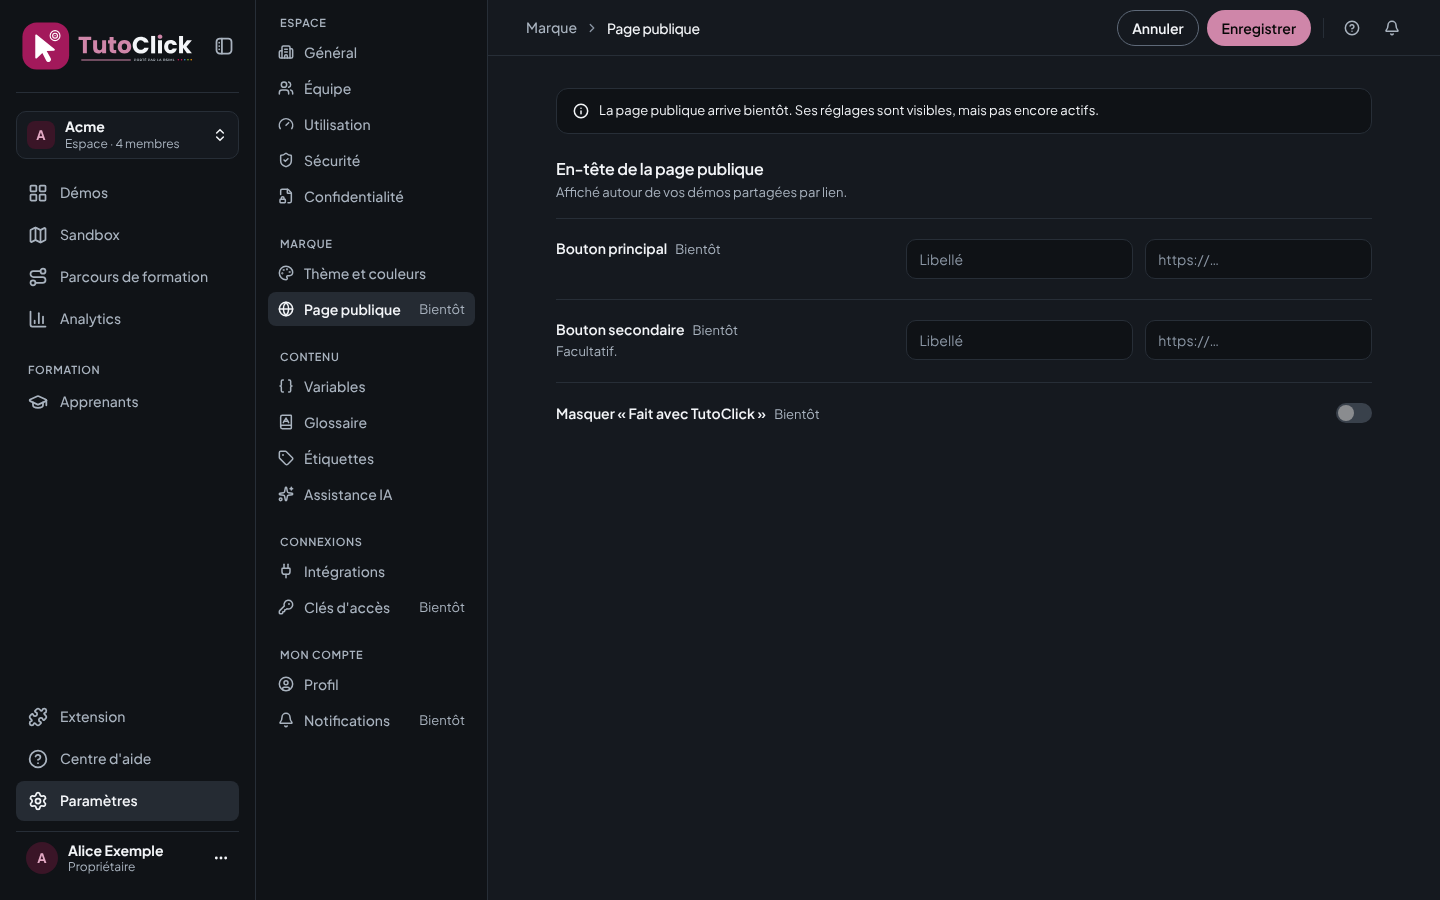 TutoClick
Acme
Espace · 4 membres
Démos
Sandbox
Parcours de formation
Analytics
FORMATION
Apprenants
Extension
Centre d'aide
Paramètres
A
Alice Exemple
Propriétaire
ESPACE
Général
Équipe
Utilisation
Sécurité
Confidentialité
MARQUE
Thème et couleurs
Page publique Bientôt
CONTENU
Variables
Glossaire
Étiquettes
Assistance IA
CONNEXIONS
Intégrations
Clés d'accès Bientôt
MON COMPTE
Profil
Notifications Bientôt
Marque > Page publique
Annuler
Enregistrer
La page publique arrive bientôt. Ses réglages sont visibles, mais pas encore actifs.
En-tête de la page publique
Affiché autour de vos démos partagées par lien.
Bouton principal Bientôt
Libellé
https://...
Bouton secondaire Bientôt
Facultatif.
Libellé
https://...
Masquer « Fait avec TutoClick » Bientôt